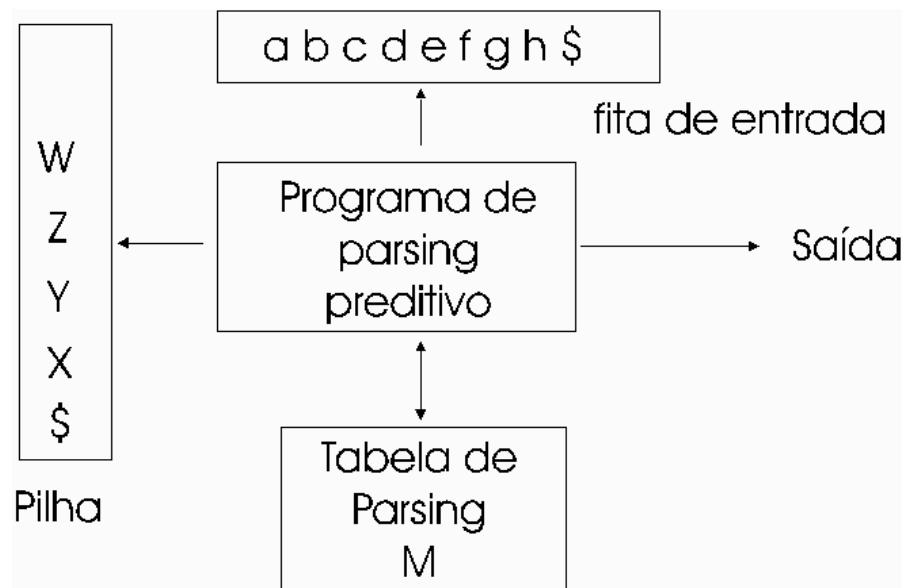 a b c d e f g h $
fita de entrada
W
Z
Y
X
$
Pilha
Programa de
parsing
preditivo
Saída
Tabela de
Parsing
M